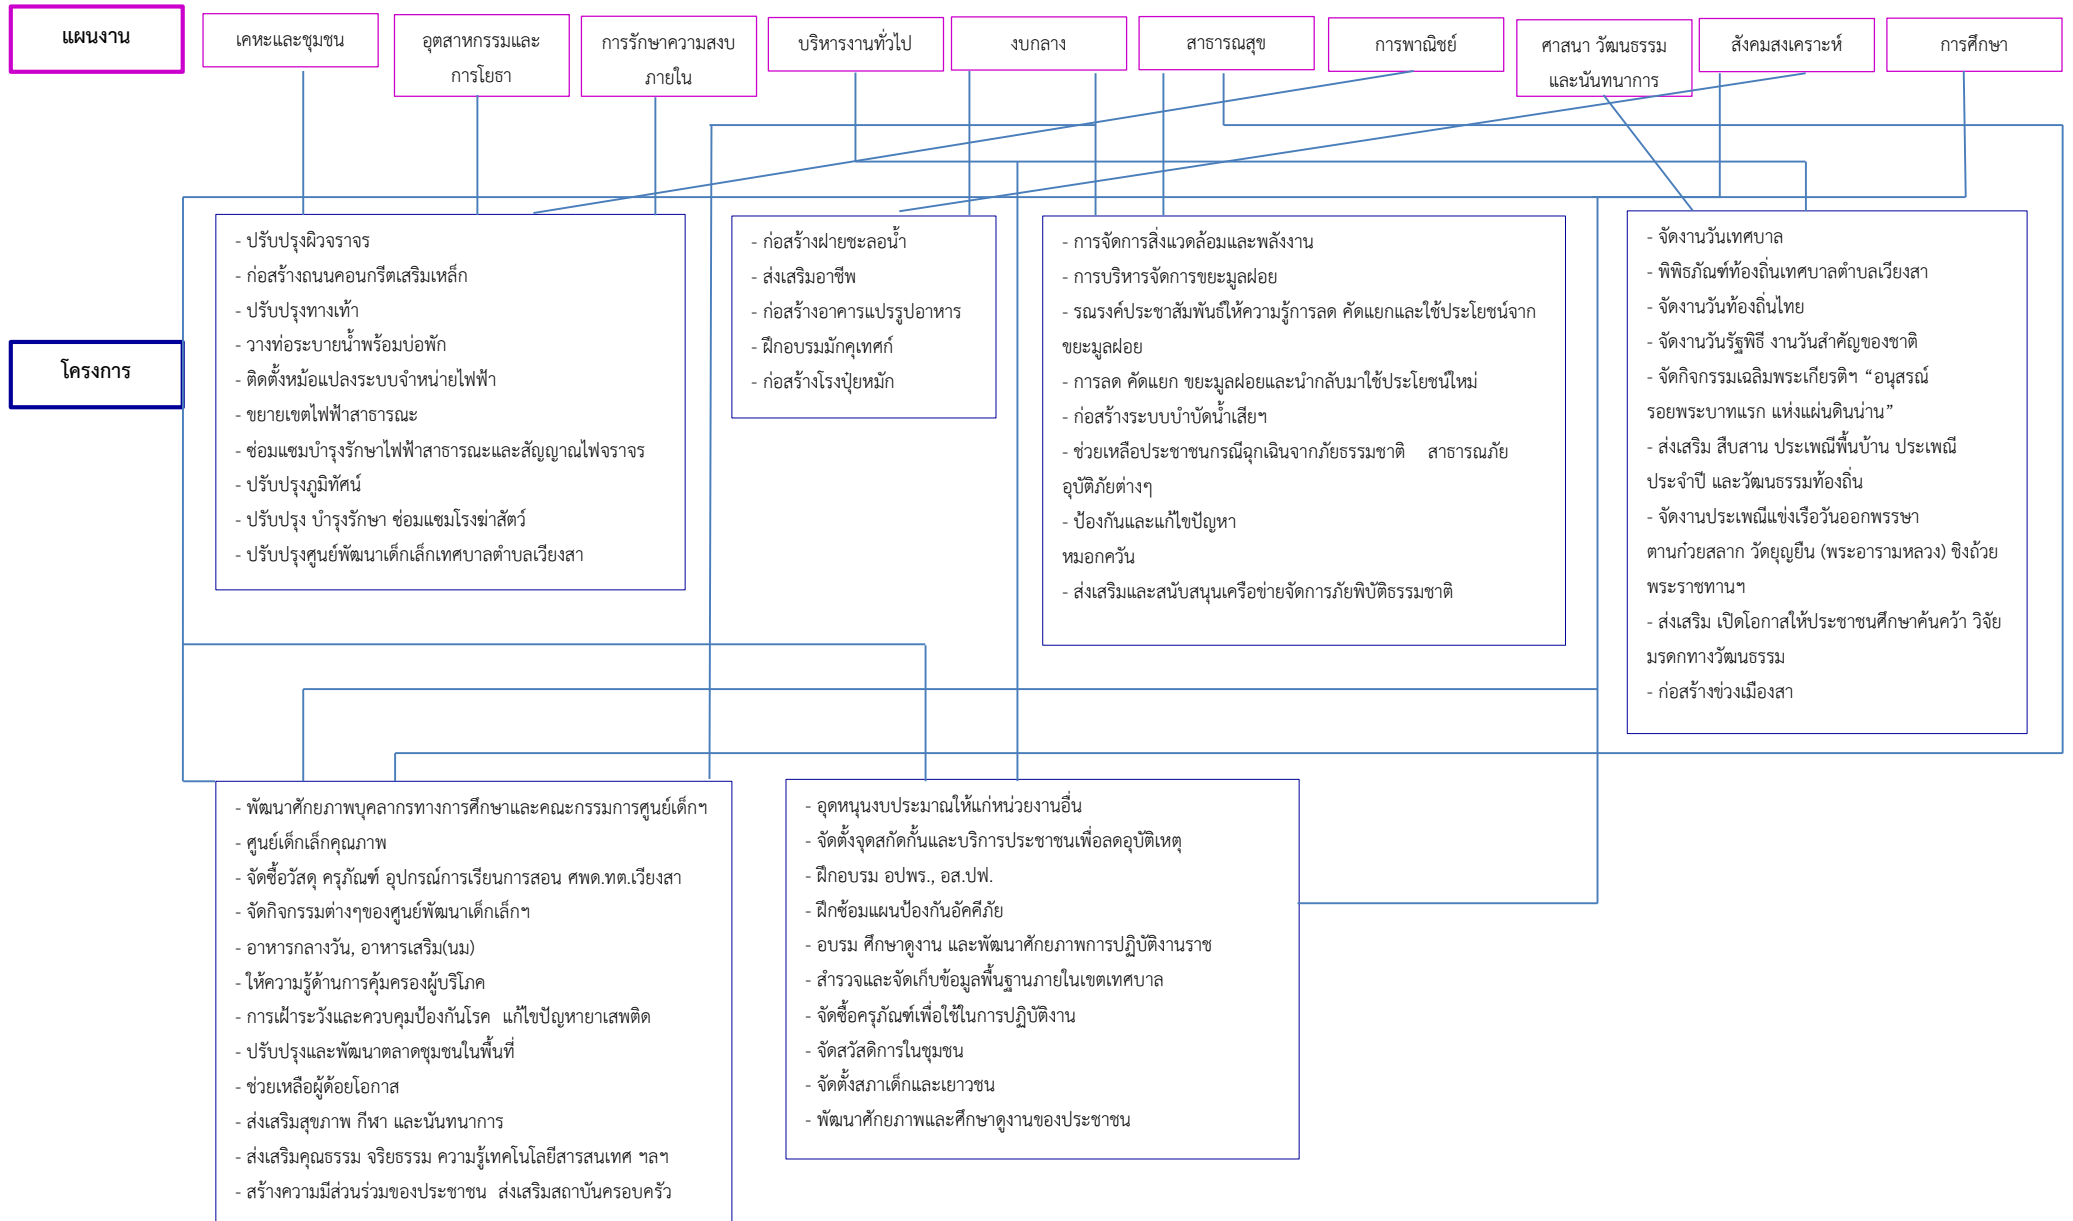 แผนงาน
เคหะและชุมชน
อุตสาหกรรมและ
การโยธา
การรักษาความสงบ
ภายใน
บริหารงานทั่วไป
งบกลาง
สาธารณสุข
การพาณิชย์
ศาสนา วัฒนธรรม
และนันทนาการ
สังคมสงเคราะห์
การศึกษา
โครงการ
- ปรับปรุงผิวจราจร
- ก่อสร้างถนนคอนกรีตเสริมเหล็ก
- ปรับปรุงทางเท้า
- วางท่อระบายน้ำพร้อมบ่อพัก
- ติดตั้งหม้อแปลงระบบจำหน่ายไฟฟ้า
- ขยายเขตไฟฟ้าสาธารณะ
- ซ่อมแซมบำรุงรักษาไฟฟ้าสาธารณะและสัญญาณไฟจราจร
- ปรับปรุงภูมิทัศน์
- ปรับปรุง บำรุงรักษา ซ่อมแซมโรงฆ่าสัตว์
- ปรับปรุงศูนย์พัฒนาเด็กเล็กเทศบาลตำบลเวียงสา
- ก่อสร้างฝายชะลอน้ำ
- ส่งเสริมอาชีพ
- ก่อสร้างอาคารแปรรูปอาหาร
- ฝึกอบรมมักคุเทศก์
- ก่อสร้างโรงปุ๋ยหมัก
- การจัดการสิ่งแวดล้อมและพลังงาน
- การบริหารจัดการขยะมูลฝอย
- รณรงค์ประชาสัมพันธ์ให้ความรู้การลด คัดแยกและใช้ประโยชน์จาก
ขยะมูลฝอย
- การลด คัดแยก ขยะมูลฝอยและนำกลับมาใช้ประโยชน์ใหม่
- ก่อสร้างระบบบำบัดน้ำเสียฯ
- ช่วยเหลือประชาชนกรณีฉุกเฉินจากภัยธรรมชาติ สาธารณภัย
อุบัติภัยต่างๆ
- ป้องกันและแก้ไขปัญหา
หมอกควัน
- ส่งเสริมและสนับสนุนเครือข่ายจัดการภัยพิบัติธรรมชาติ
- จัดงานวันเทศบาล
- พิพิธภัณฑ์ท้องถิ่นเทศบาลตำบลเวียงสา
- จัดงานวันท้องถิ่นไทย
- จัดงานวันรัฐพิธี งานวันสำคัญของชาติ
- จัดกิจกรรมเฉลิมพระเกียรติฯ “อนุสรณ์
รอยพระบาทแรก แห่งแผ่นดินน่าน”
- ส่งเสริม สืบสาน ประเพณีพื้นบ้าน ประเพณี
ประจำปี และวัฒนธรรมท้องถิ่น
- จัดงานประเพณีแข่งเรือวันออกพรรษา
ตานก๋วยสลาก วัดยุญยืน (พระอารามหลวง) ชิงถ้วย
พระราชทานฯ
- ส่งเสริม เปิดโอกาสให้ประชาชนศึกษาค้นคว้า วิจัย
มรดกทางวัฒนธรรม
- ก่อสร้างข่วงเมืองสา
- พัฒนาศักยภาพบุคลากรทางการศึกษาและคณะกรรมการศูนย์เด็กฯ
- ศูนย์เด็กเล็กคุณภาพ
- จัดซื้อวัสดุ ครุภัณฑ์ อุปกรณ์การเรียนการสอน ศพด.ทต.เวียงสา
- จัดกิจกรรมต่างๆของศูนย์พัฒนาเด็กเล็กฯ
- อาหารกลางวัน, อาหารเสริม(นม)
- ให้ความรู้ด้านการคุ้มครองผู้บริโภค
- การเฝ้าระวังและควบคุมป้องกันโรค แก้ไขปัญหายาเสพติด
- ปรับปรุงและพัฒนาตลาดชุมชนในพื้นที่
- ช่วยเหลือผู้ด้อยโอกาส
- ส่งเสริมสุขภาพ กีฬา และนันทนาการ
- ส่งเสริมคุณธรรม จริยธรรม ความรู้เทคโนโลยีสารสนเทศ ฯลฯ
- สร้างความมีส่วนร่วมของประชาชน ส่งเสริมสถาบันครอบครัว
- อุดหนุนงบประมาณให้แก่หน่วยงานอื่น
- จัดตั้งจุดสกัดกั้นและบริการประชาชนเพื่อลดอุบัติเหตุ
- ฝึกอบรม อปพร., อส.ปฟ.
- ฝึกซ้อมแผนป้องกันอัคคีภัย
- อบรม ศึกษาดูงาน และพัฒนาศักยภาพการปฏิบัติงานราช
- สำรวจและจัดเก็บข้อมูลพื้นฐานภายในเขตเทศบาล
- จัดซื้อครุภัณฑ์เพื่อใช้ในการปฏิบัติงาน
- จัดสวัสดิการในชุมชน
- จัดตั้งสภาเด็กและเยาวชน
- พัฒนาศักยภาพและศึกษาดูงานของประชาชน